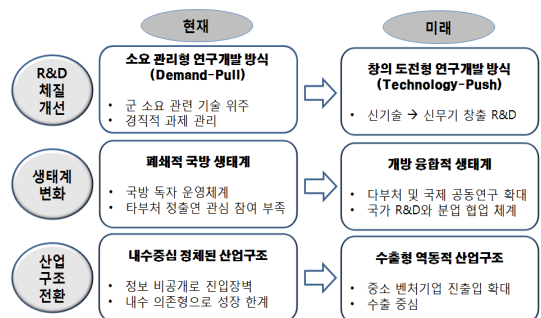 현재
미래
R&D
체질
개선
소요 관리형 연구개발 방식
(Demand-Pull)
• 군 소요 관련 기술 위주
• 경직적 과제 관리
창의 도전형 연구개발 방식
(Technology-Push)
• 신기술 → 신무기 창출 R&D
생태계
변화
폐쇄적 국방 생태계
• 국방 독자 운영체계
• 타부처 정출연 관심 참여 부족
개방 융합적 생태계
• 다부처 및 국제 공동연구 확대
• 국가 R&D와 분업 협업 체계
산업
구조
전환
내수중심 정체된 산업구조
• 정보 비공개로 진입장벽
• 내수 의존형으로 성장 한계
수출형 역동적 산업구조
• 중소 벤처기업 진출입 확대
• 수출 중심